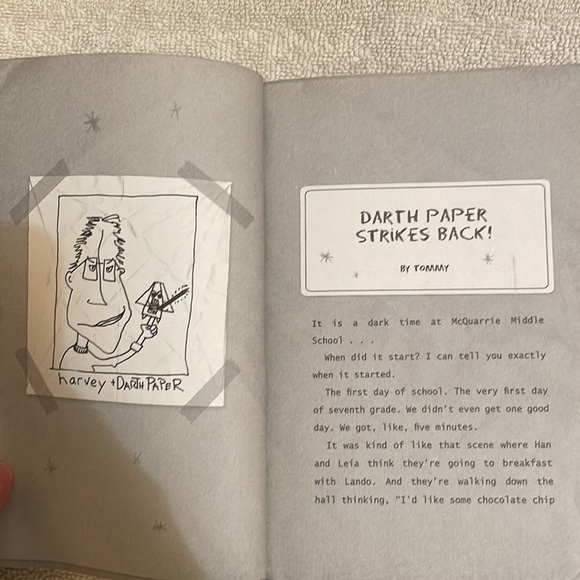 harvey + DARTH PAPER
DARTH PAPER
STRIKES BACK!
BY TOMMY
It is a dark time at McQuarrie Middle
School . . .
When did it start? I can tell you exactly
when it started.
The first day of school. The very first day
of seventh grade. We didn't even get one good
day. We got, like, five minutes.
It was kind of like that scene where Han
and Leia think they're going to breakfast
with Lando. And they're walking down the
hall thinking, "I'd like some chocolate chip